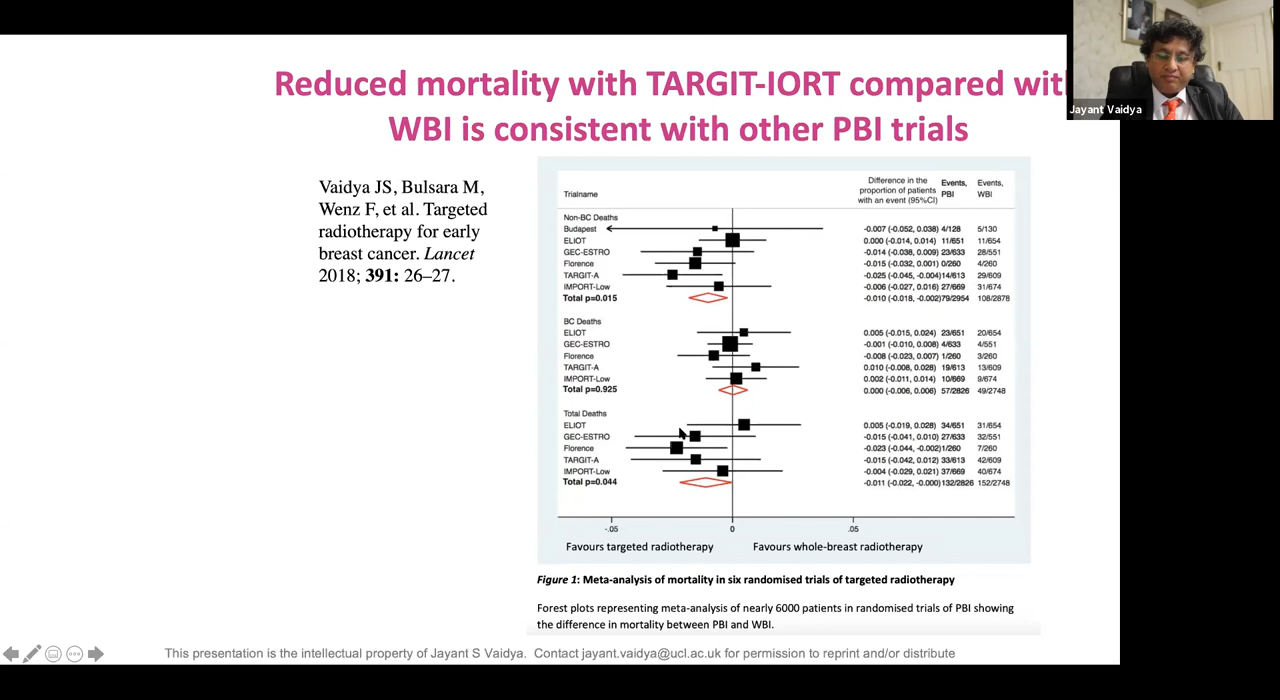 Reduced mortality with TARGIT-IORT compared with
WBI is consistent with other PBI trials
Jayant Vaidya
Vaidya JS, Bulsara M,
Wenz F, et al. Targeted
radiotherapy for early
breast cancer. Lancet
2018; 391: 26–27.
Difference in the Events, Events,
proportion of patients PBI WBI
with an event (95%CI)
Trialname
Non-BC Deaths
Budapest -0.007 (-0.052, 0.038) 4/128 5/130
ELIOT 0.000 (-0.014, 0.014) 11/651 11/654
GEC-ESTRO -0.014 (-0.038, 0.009) 23/633 28/551
Florence -0.015 (-0.032, 0.001) 0/260 4/260
TARGIT-A -0.025 (-0.045, -0.004)14/613 29/609
IMPORT-Low -0.006 (-0.027, 0.016) 27/669 31/674
Total p=0.015 -0.010 (-0.018, -0.002)79/2954 108/2878
BC Deaths
ELIOT 0.005 (-0.015, 0.024) 23/651 20/654
GEC-ESTRO -0.001 (-0.010, 0.008) 4/633 4/551
Florence -0.008 (-0.023, 0.007) 1/260 3/260
TARGIT-A 0.010 (-0.008, 0.028) 19/613 13/609
IMPORT-Low 0.002 (-0.011, 0.014) 10/669 9/674
Total p=0.925 0.000 (-0.006, 0.006) 57/2826 49/2748
Total Deaths
ELIOT 0.005 (-0.019, 0.028) 34/651 31/654
GEC-ESTRO -0.015 (-0.041, 0.010) 27/633 32/551
Florence -0.023 (-0.044, -0.002)1/260 7/260
TARGIT-A -0.015 (-0.042, 0.012) 33/613 42/609
IMPORT-Low -0.004 (-0.029, 0.021) 37/669 40/674
Total p=0.044 -0.011 (-0.022, -0.000)132/2826 152/2748
-.05 0 .05
Favours targeted radiotherapy Favours whole-breast radiotherapy
Figure 1: Meta-analysis of mortality in six randomised trials of targeted radiotherapy
Forest plots representing meta-analysis of nearly 6000 patients in randomised trials of PBI showing
the difference in mortality between PBI and WBI.
This presentation is the intellectual property of Jayant S Vaidya. Contact jayant.vaidya@ucl.ac.uk for permission to reprint and/or distribute